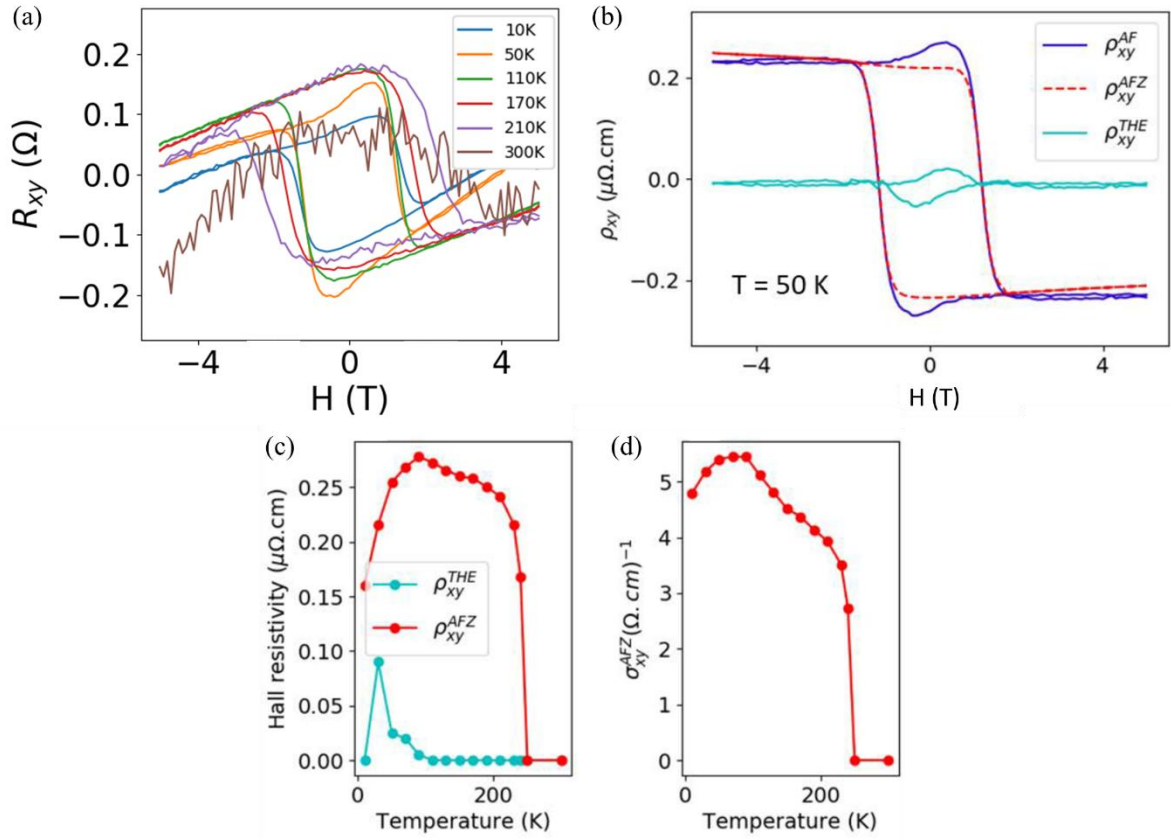 (a)
0.2
0.1
0.0
−0.1
−0.2
R_xy (Ω)
10K
50K
110K
170K
210K
300K
−4
0
4
H (T)
(b)
0.2
0.0
−0.2
ρ_xy (μΩ.cm)
ρ_xy^AF
ρ_xy^AFZ
ρ_xy^THE
T = 50 K
−4
0
4
H (T)
(c)
0.25
0.20
0.15
0.10
0.05
0.00
Hall resistivity (μΩ.cm)
ρ_xy^THE
ρ_xy^AFZ
0
200
Temperature (K)
(d)
5
4
3
2
1
0
σ_xy^AFZ(Ω.cm)^−1
0
200
Temperature (K)